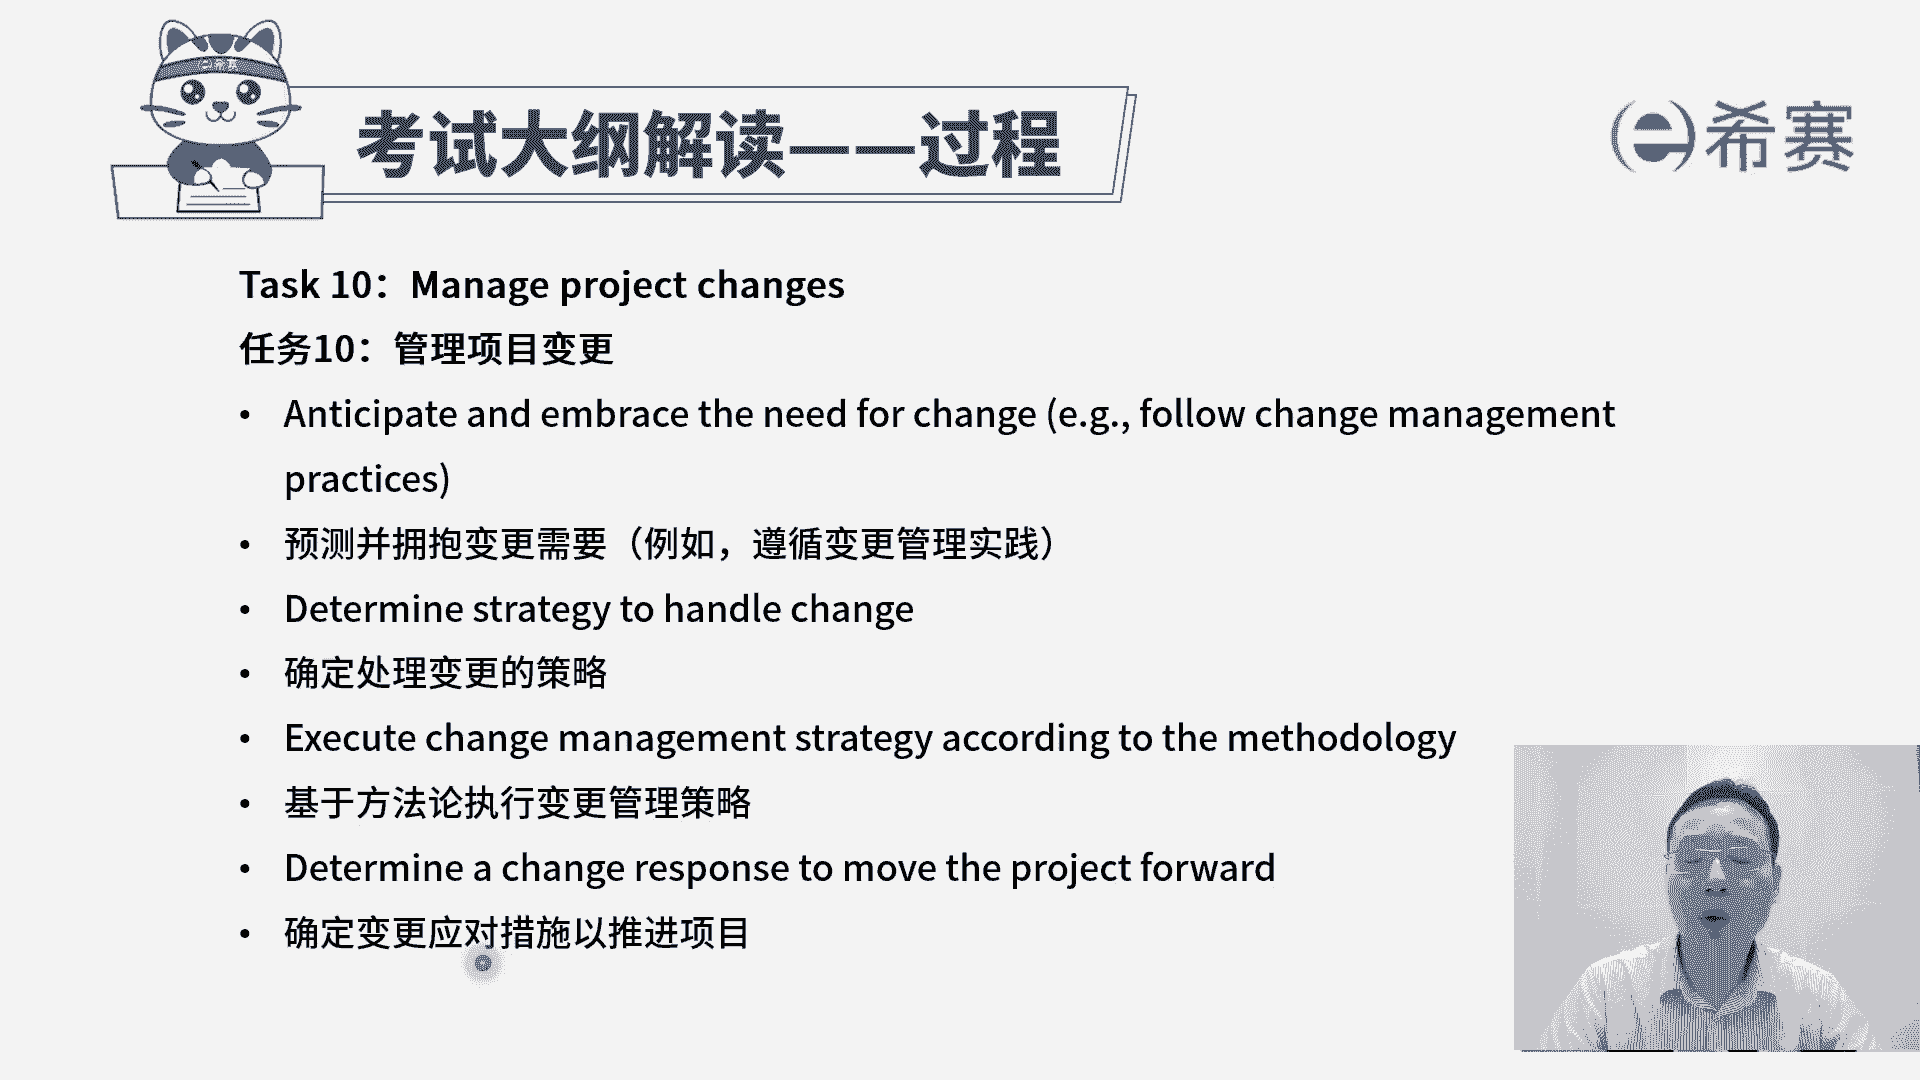 希赛
考试大纲解读——过程
希赛
Task 10：Manage project changes
任务10：管理项目变更
• Anticipate and embrace the need for change (e.g., follow change management
practices)
• 预测并拥抱变更需要（例如，遵循变更管理实践）
• Determine strategy to handle change
• 确定处理变更的策略
• Execute change management strategy according to the methodology
• 基于方法论执行变更管理策略
• Determine a change response to move the project forward
• 确定变更应对措施以推进项目